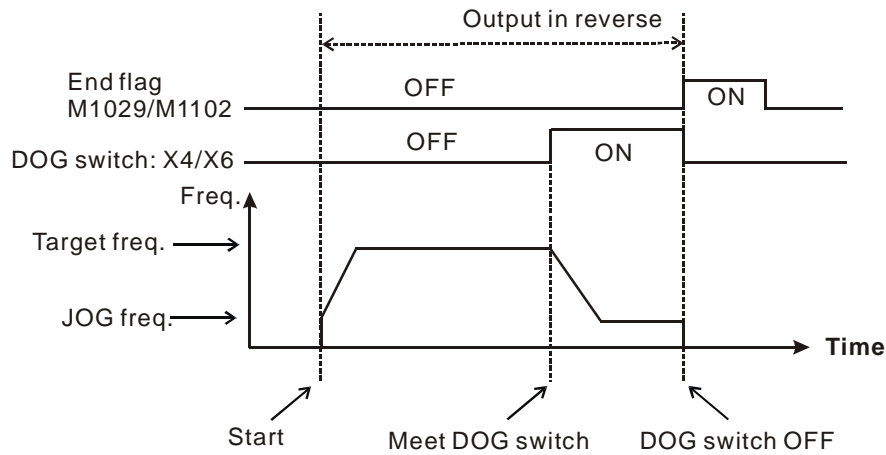 Output in reverse
End flag
M1029/M1102
OFF
ON
DOG switch: X4/X6
OFF
ON
Freq.
Target freq.
JOG freq.
Time
Start
Meet DOG switch
DOG switch OFF